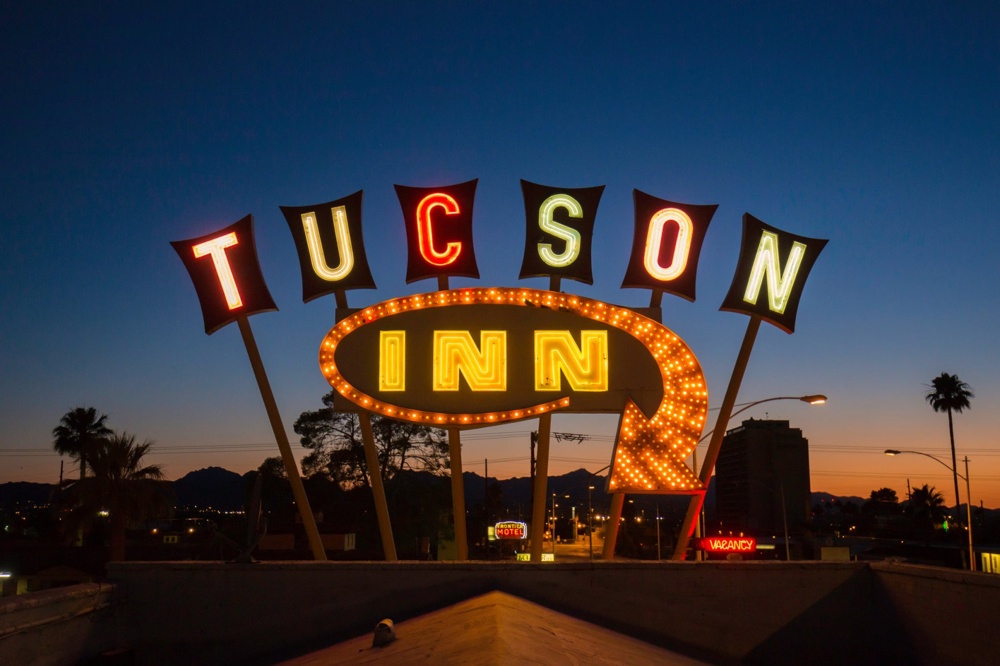 TUCSON
INN
FRONTIER
MOTEL
VACANCY